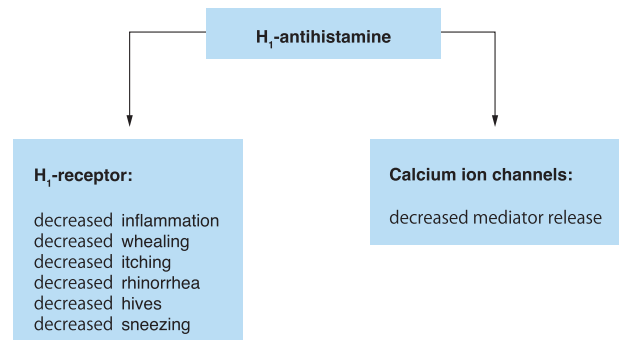 H₁-antihistamine
H₁-receptor:
decreased inflammation
decreased whealing
decreased itching
decreased rhinorrhea
decreased hives
decreased sneezing
Calcium ion channels:
decreased mediator release